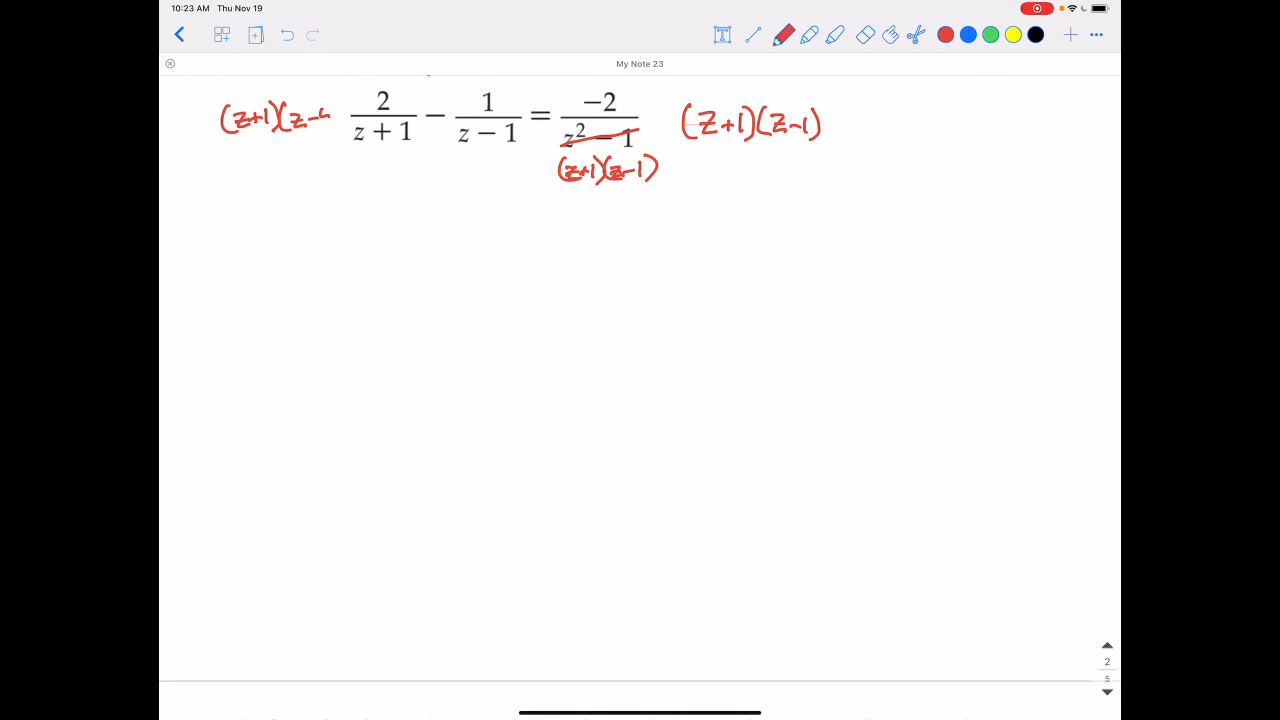 10:23 AM Thu Nov 19
T
My Note 23
(z+1)(z- 2/(z + 1) − 1/(z − 1) = −2/(z² − 1) (z+1)(z-1)
(z+1)(z-1)
2
5